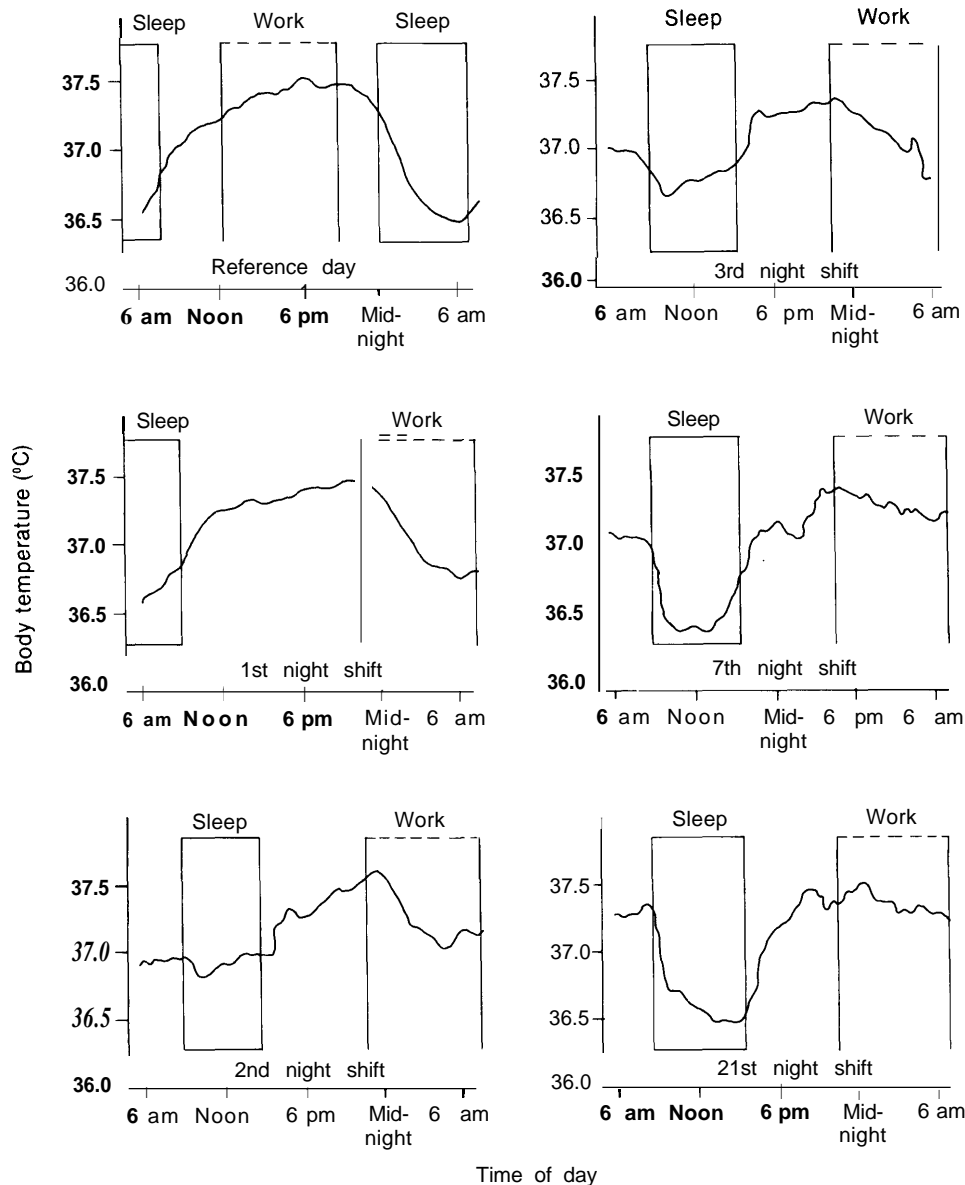 Sleep Work Sleep
37.5
37.0
36.5
36.0
Reference day
6 am Noon 6 pm Mid-night 6 am
Sleep Work
37.5
37.0
36.5
36.0
3rd night shift
6 am Noon 6 pm Mid-night 6 am
Body temperature (ºC)
Sleep Work
37.5
37.0
36.5
36.0
1st night shift
6 am Noon 6 pm Mid-night 6 am
Sleep Work
37.5
37.0
36.5
36.0
7th night shift
6 am Noon Mid-night 6 pm 6 am
Sleep Work
37.5
37.0
36.5
36.0
2nd night shift
6 am Noon 6 pm Mid-night 6 am
Sleep Work
37.5
37.0
36.5
36.0
21st night shift
6 am Noon 6 pm Mid-night 6 am
Time of day